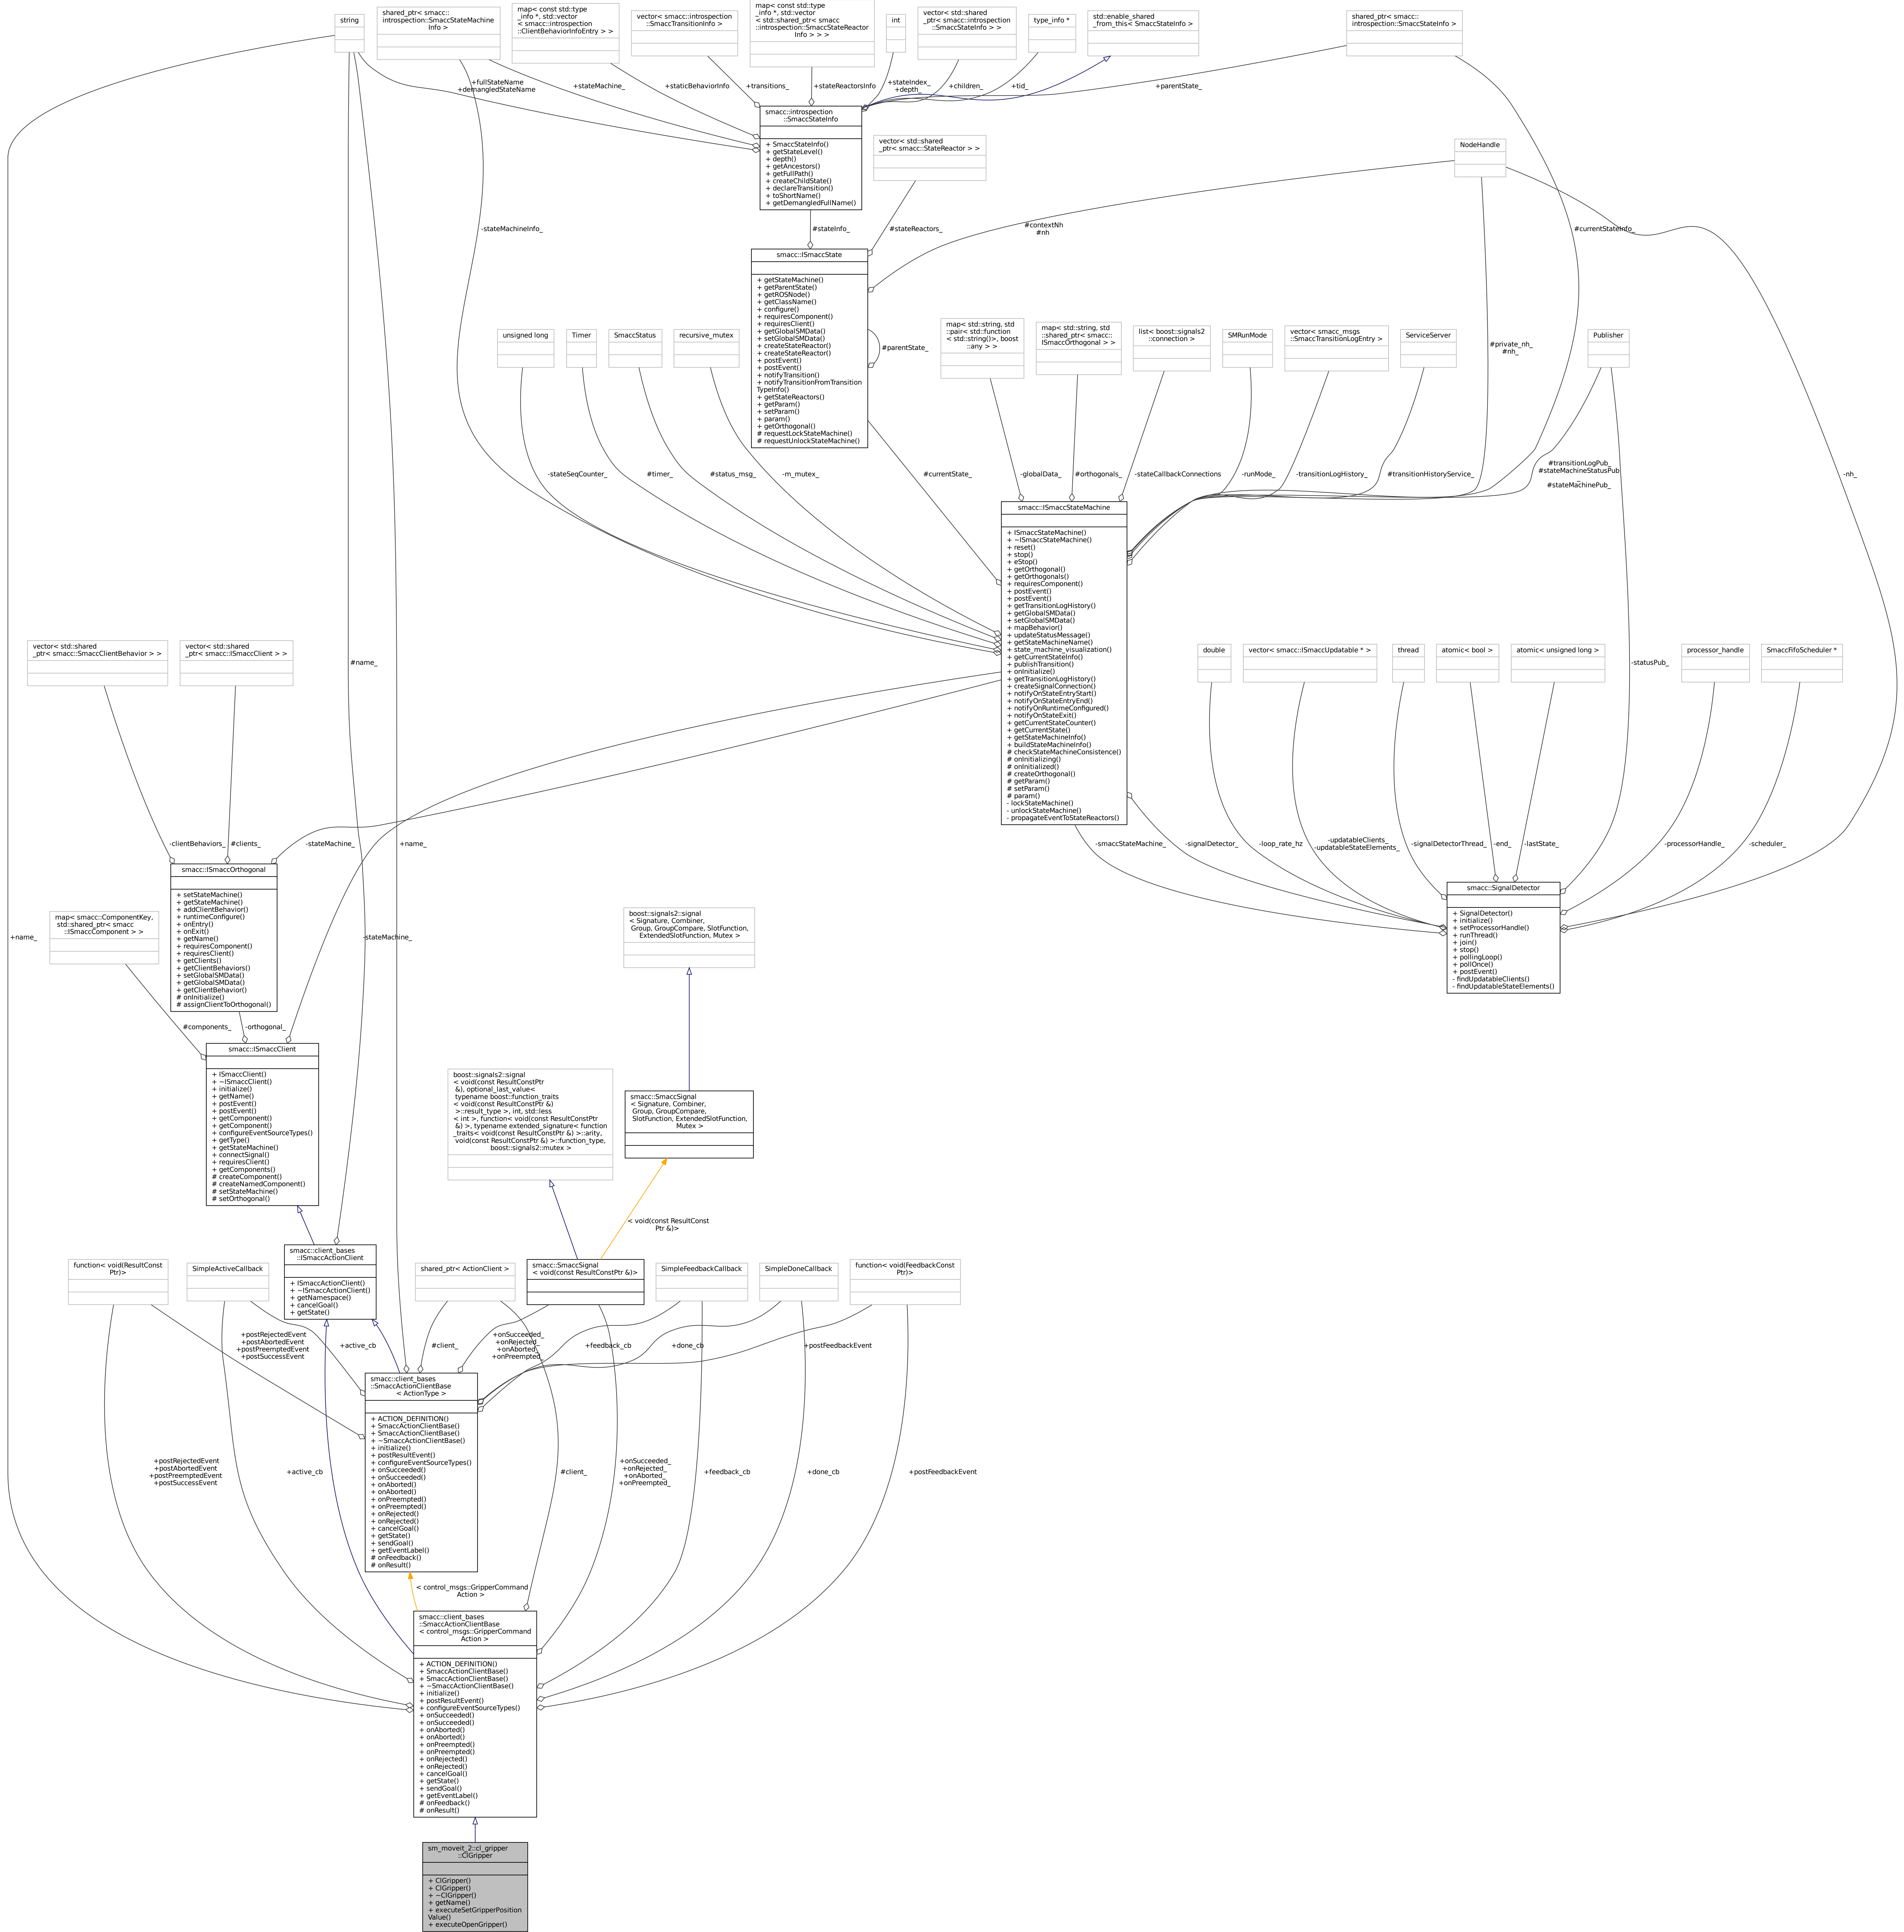 string
shared_ptr< smacc::
introspection::SmaccStateMachine
Info >
map< const std::type
_info *, std::vector
< smacc::introspection
::ClientBehaviorInfoEntry > >
vector< smacc::introspection
::SmaccTransitionInfo >
map< const std::type
_info *, std::vector
< std::shared_ptr< smacc
::introspection::SmaccStateReactor
Info > > >
int
vector< std::shared
_ptr< smacc::introspection
::SmaccStateInfo > >
type_info *
std::enable_shared
_from_this< SmaccStateInfo >
shared_ptr< smacc::
introspection::SmaccStateInfo >
+fullStateName
+demangledStateName
+stateMachine_
+staticBehaviorInfo
+transitions_
+stateReactorsInfo
+stateIndex_
+depth_
+children_
+tid_
+parentState_
smacc::introspection
::SmaccStateInfo
+ SmaccStateInfo()
+ getStateLevel()
+ depth()
+ getAncestors()
+ getFullPath()
+ createChildState()
+ declareTransition()
+ toShortName()
+ getDemangledFullName()
vector< std::shared
_ptr< smacc::StateReactor > >
NodeHandle
-stateMachineInfo_
#stateInfo_
#stateReactors_
#contextNh
#nh
#currentStateInfo_
smacc::ISmaccState
+ getStateMachine()
+ getParentState()
+ getROSNode()
+ getClassName()
+ configure()
+ requiresComponent()
+ requiresClient()
+ getGlobalSMData()
+ setGlobalSMData()
+ createStateReactor()
+ createStateReactor()
+ postEvent()
+ postEvent()
+ notifyTransition()
+ notifyTransitionFromTransition
TypeInfo()
+ getStateReactors()
+ getParam()
+ setParam()
+ param()
+ getOrthogonal()
# requestLockStateMachine()
# requestUnlockStateMachine()
#parentState_
unsigned long
Timer
SmaccStatus
recursive_mutex
map< std::string, std
::pair< std::function
< std::string()>, boost
::any > >
map< std::string, std
::shared_ptr< smacc::
ISmaccOrthogonal > >
list< boost::signals2
::connection >
SMRunMode
vector< smacc_msgs
::SmaccTransitionLogEntry >
ServiceServer
#private_nh_
#nh_
Publisher
-stateSeqCounter_
#timer_
#status_msg_
-m_mutex_
#currentState_
-globalData_
#orthogonals_
-stateCallbackConnections
-runMode_
-transitionLogHistory_
#transitionHistoryService_
#transitionLogPub_
#stateMachineStatusPub
_
#stateMachinePub_
-nh_
smacc::ISmaccStateMachine
+ ISmaccStateMachine()
+ ~ISmaccStateMachine()
+ reset()
+ stop()
+ eStop()
+ getOrthogonal()
+ getOrthogonals()
+ requiresComponent()
+ postEvent()
+ postEvent()
+ getTransitionLogHistory()
+ getGlobalSMData()
+ setGlobalSMData()
+ mapBehavior()
+ updateStatusMessage()
+ getStateMachineName()
+ state_machine_visualization()
+ getCurrentStateInfo()
+ publishTransition()
+ onInitialize()
+ getTransitionLogHistory()
+ createSignalConnection()
+ notifyOnStateEntryStart()
+ notifyOnStateEntryEnd()
+ notifyOnRuntimeConfigured()
+ notifyOnStateExit()
+ getCurrentStateCounter()
+ getCurrentState()
+ getStateMachineInfo()
+ buildStateMachineInfo()
# checkStateMachineConsistence()
# onInitializing()
# onInitialized()
# createOrthogonal()
# getParam()
# setParam()
# param()
- lockStateMachine()
- unlockStateMachine()
- propagateEventToStateReactors()
vector< std::shared
_ptr< smacc::SmaccClientBehavior > >
vector< std::shared
_ptr< smacc::ISmaccClient > >
#name_
double
vector< smacc::ISmaccUpdatable * >
thread
atomic< bool >
atomic< unsigned long >
-statusPub_
processor_handle
SmaccFifoScheduler *
-clientBehaviors_
#clients_
-stateMachine_
+name_
-smaccStateMachine_
-signalDetector_
-loop_rate_hz
-updatableClients_
-updatableStateElements_
-signalDetectorThread_
-end_
-lastState_
-processorHandle_
-scheduler_
smacc::ISmaccOrthogonal
+ setStateMachine()
+ getStateMachine()
+ addClientBehavior()
+ runtimeConfigure()
+ onEntry()
+ onExit()
+ getName()
+ requiresComponent()
+ requiresClient()
+ getClients()
+ getClientBehaviors()
+ setGlobalSMData()
+ getGlobalSMData()
+ getClientBehavior()
# onInitialize()
# assignClientToOrthogonal()
smacc::SignalDetector
+ SignalDetector()
+ initialize()
+ setProcessorHandle()
+ runThread()
+ join()
+ stop()
+ pollingLoop()
+ pollOnce()
+ postEvent()
- findUpdatableClients()
- findUpdatableStateElements()
map< smacc::ComponentKey,
std::shared_ptr< smacc
::ISmaccComponent > >
boost::signals2::signal
< Signature, Combiner,
Group, GroupCompare, SlotFunction,
ExtendedSlotFunction, Mutex >
+name_
-stateMachine_
#components_
-orthogonal_
smacc::ISmaccClient
+ ISmaccClient()
+ ~ISmaccClient()
+ initialize()
+ getName()
+ postEvent()
+ postEvent()
+ getComponent()
+ getComponent()
+ configureEventSourceTypes()
+ getType()
+ getStateMachine()
+ connectSignal()
+ requiresClient()
+ getComponents()
# createComponent()
# createNamedComponent()
# setStateMachine()
# setOrthogonal()
boost::signals2::signal
< void(const ResultConstPtr
&), optional_last_value<
typename boost::function_traits
< void(const ResultConstPtr &)
>::result_type >, int, std::less
< int >, function< void(const ResultConstPtr
&) >, typename extended_signature< function
_traits< void(const ResultConstPtr &) >::arity,
void(const ResultConstPtr &) >::function_type,
boost::signals2::mutex >
smacc::SmaccSignal
< Signature, Combiner,
Group, GroupCompare,
SlotFunction, ExtendedSlotFunction,
Mutex >
< void(const ResultConst
Ptr &)>
function< void(ResultConst
Ptr)>
SimpleActiveCallback
smacc::client_bases
::ISmaccActionClient
+ ISmaccActionClient()
+ ~ISmaccActionClient()
+ getNamespace()
+ cancelGoal()
+ getState()
shared_ptr< ActionClient >
smacc::SmaccSignal
< void(const ResultConstPtr &)>
SimpleFeedbackCallback
SimpleDoneCallback
function< void(FeedbackConst
Ptr)>
+postRejectedEvent
+postAbortedEvent
+postPreemptedEvent
+postSuccessEvent
+active_cb
#client_
+onSucceeded_
+onRejected_
+onAborted_
+onPreempted_
+feedback_cb
+done_cb
+postFeedbackEvent
smacc::client_bases
::SmaccActionClientBase
< ActionType >
+ ACTION_DEFINITION()
+ SmaccActionClientBase()
+ SmaccActionClientBase()
+ ~SmaccActionClientBase()
+ initialize()
+ postResultEvent()
+ configureEventSourceTypes()
+ onSucceeded()
+ onSucceeded()
+ onAborted()
+ onAborted()
+ onPreempted()
+ onPreempted()
+ onRejected()
+ onRejected()
+ cancelGoal()
+ getState()
+ sendGoal()
+ getEventLabel()
# onFeedback()
# onResult()
+postRejectedEvent
+postAbortedEvent
+postPreemptedEvent
+postSuccessEvent
+active_cb
#client_
+onSucceeded_
+onRejected_
+onAborted_
+onPreempted_
+feedback_cb
+done_cb
+postFeedbackEvent
< control_msgs::GripperCommand
Action >
smacc::client_bases
::SmaccActionClientBase
< control_msgs::GripperCommand
Action >
+ ACTION_DEFINITION()
+ SmaccActionClientBase()
+ SmaccActionClientBase()
+ ~SmaccActionClientBase()
+ initialize()
+ postResultEvent()
+ configureEventSourceTypes()
+ onSucceeded()
+ onSucceeded()
+ onAborted()
+ onAborted()
+ onPreempted()
+ onPreempted()
+ onRejected()
+ onRejected()
+ cancelGoal()
+ getState()
+ sendGoal()
+ getEventLabel()
# onFeedback()
# onResult()
sm_moveit_2::cl_gripper
::ClGripper
+ ClGripper()
+ ClGripper()
+ ~ClGripper()
+ getName()
+ executeSetGripperPosition
Value()
+ executeOpenGripper()